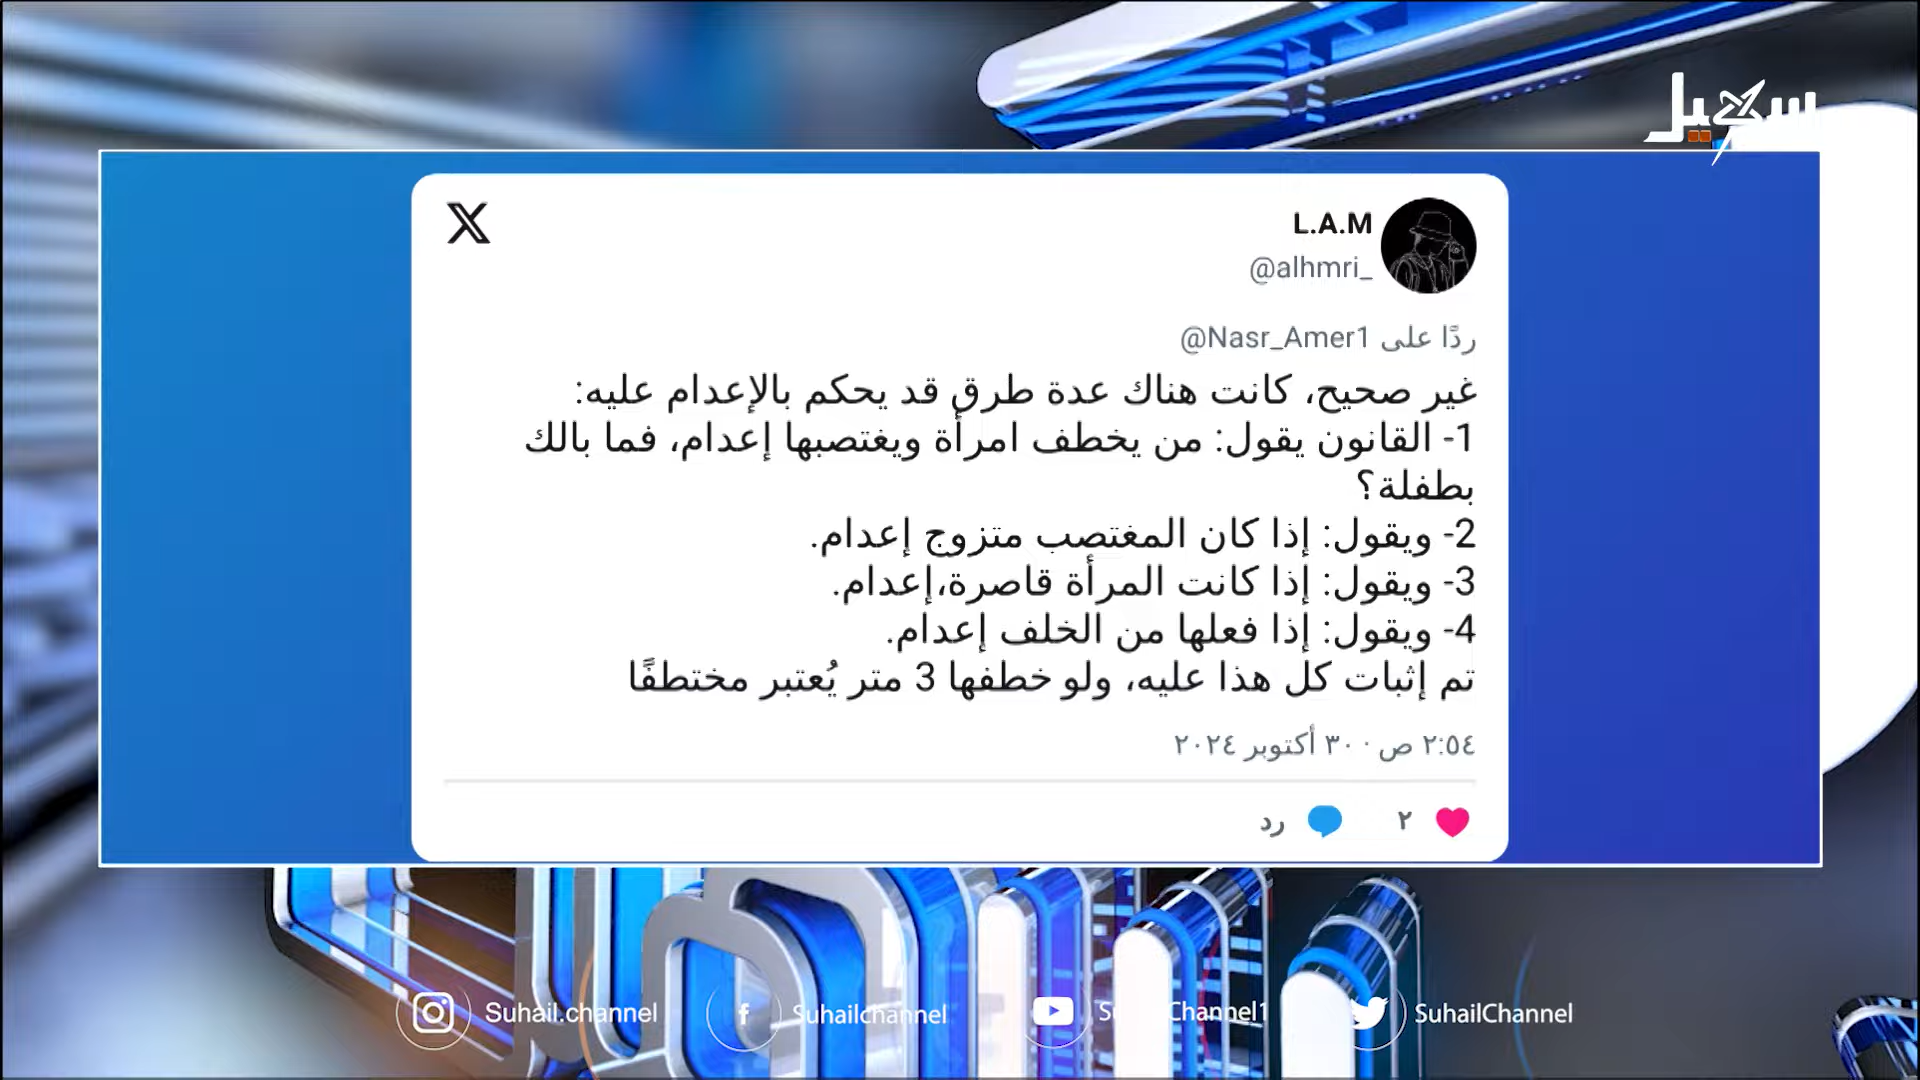 سهيل
L.A.M
@alhmri_
ردًا على @Nasr_Amer1
غير صحيح، كانت هناك عدة طرق قد يحكم بالإعدام عليه:
1- القانون يقول: من يخطف امرأة ويغتصبها إعدام، فما بالك
بطفلة؟
2- ويقول: إذا كان المغتصب متزوج إعدام.
3- ويقول: إذا كانت المرأة قاصرة،إعدام.
4- ويقول: إذا فعلها من الخلف إعدام.
تم إثبات كل هذا عليه، ولو خطفها 3 متر يُعتبر مختطفًا
٢:٥٤ ص · ٣٠ أكتوبر ٢٠٢٤
٢ رد
Suhail.channel
Suhailchannel
SuhailChannel